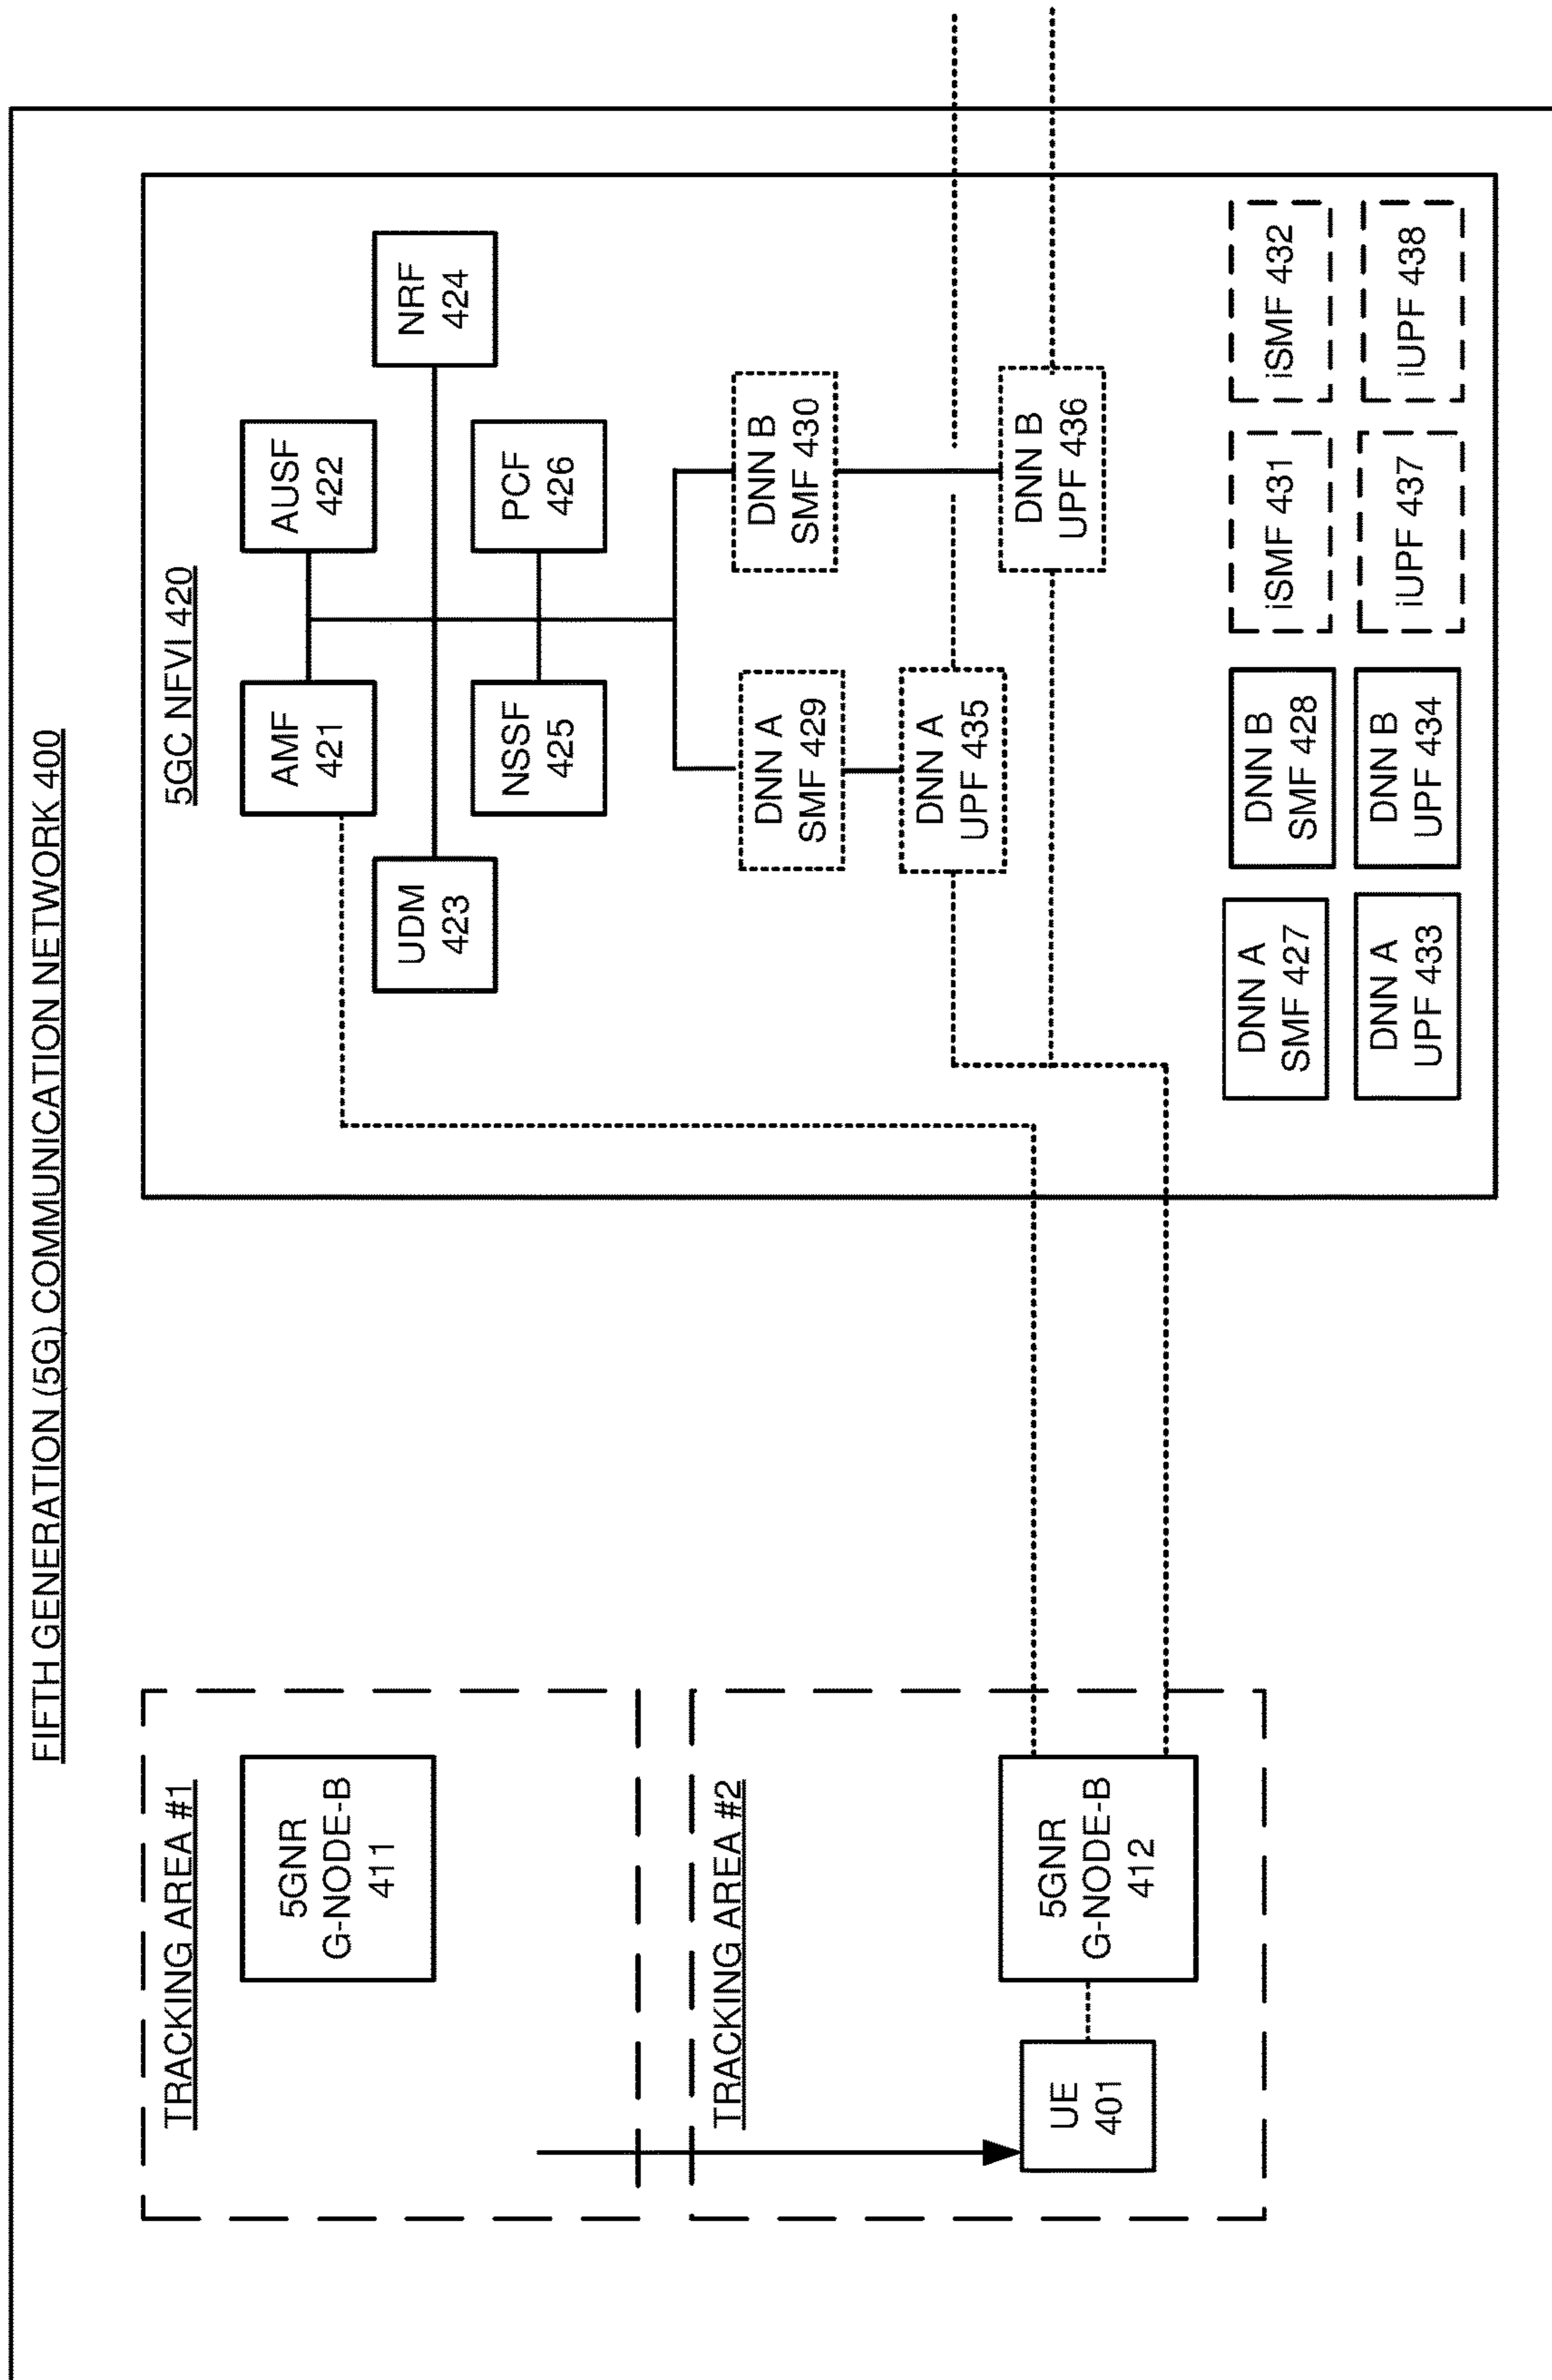 FIFTH GENERATION (5G) COMMUNICATION NETWORK 400
TRACKING AREA #1
5GNR
G-NODE-B
411
TRACKING AREA #2
UE
401
5GNR
G-NODE-B
412
5GC NFVI 420
AMF
421
AUSF
422
UDM
423
NRF
424
NSSF
425
PCF
426
DNN A
SMF 429
DNN B
SMF 430
DNN A
UPF 435
DNN B
UPF 436
DNN A
SMF 427
DNN B
SMF 428
iSMF 431
iSMF 432
DNN A
UPF 433
DNN B
UPF 434
iUPF 437
iUPF 438